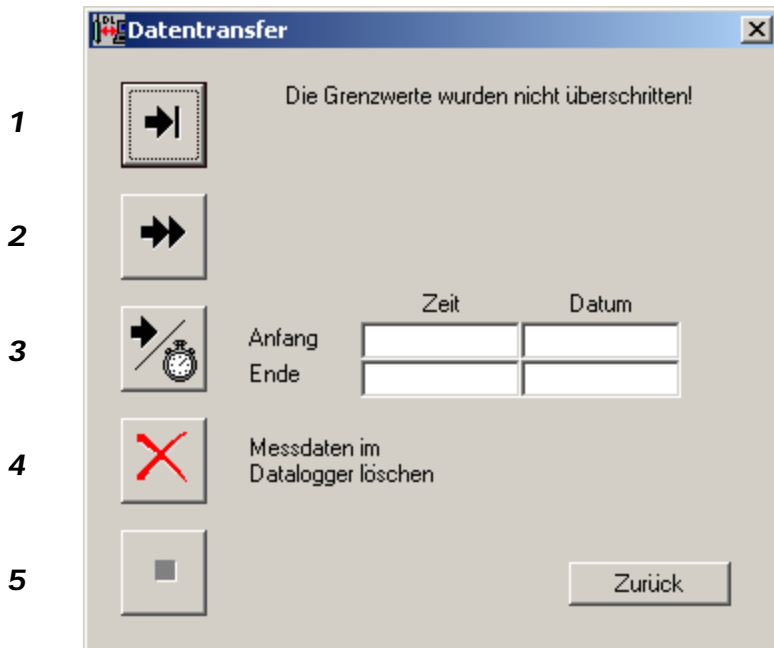 Datentransfer
1
Die Grenzwerte wurden nicht überschritten!
2
Zeit Datum
3
Anfang
Ende
4
Messdaten im
Datalogger löschen
5
Zurück